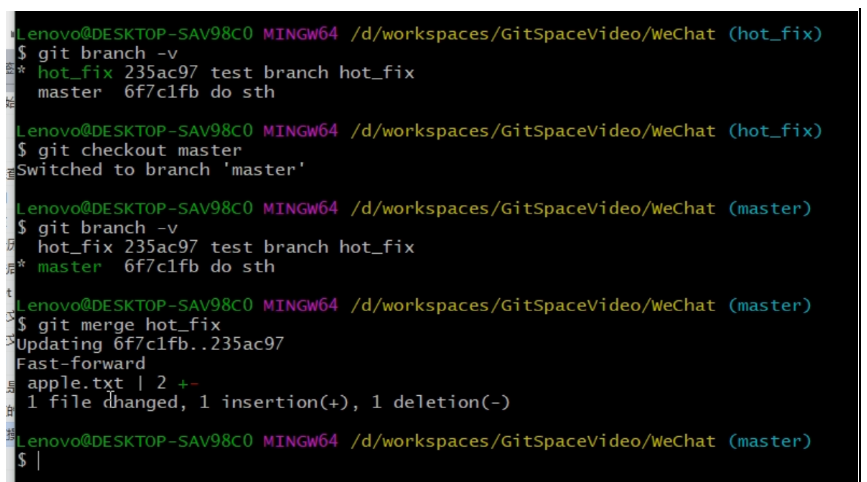 Lenovo@DESKTOP-SAV98C0 MINGW64 /d/workspaces/GitSpaceVideo/WeChat (hot_fix)
$ git branch -v
* hot_fix 235ac97 test branch hot_fix
  master  6f7c1fb do sth
Lenovo@DESKTOP-SAV98C0 MINGW64 /d/workspaces/GitSpaceVideo/WeChat (hot_fix)
$ git checkout master
Switched to branch 'master'
Lenovo@DESKTOP-SAV98C0 MINGW64 /d/workspaces/GitSpaceVideo/WeChat (master)
$ git branch -v
  hot_fix 235ac97 test branch hot_fix
* master  6f7c1fb do sth
Lenovo@DESKTOP-SAV98C0 MINGW64 /d/workspaces/GitSpaceVideo/WeChat (master)
$ git merge hot_fix
Updating 6f7c1fb..235ac97
Fast-forward
 apple.txt | 2 +-
 1 file changed, 1 insertion(+), 1 deletion(-)
Lenovo@DESKTOP-SAV98C0 MINGW64 /d/workspaces/GitSpaceVideo/WeChat (master)
$